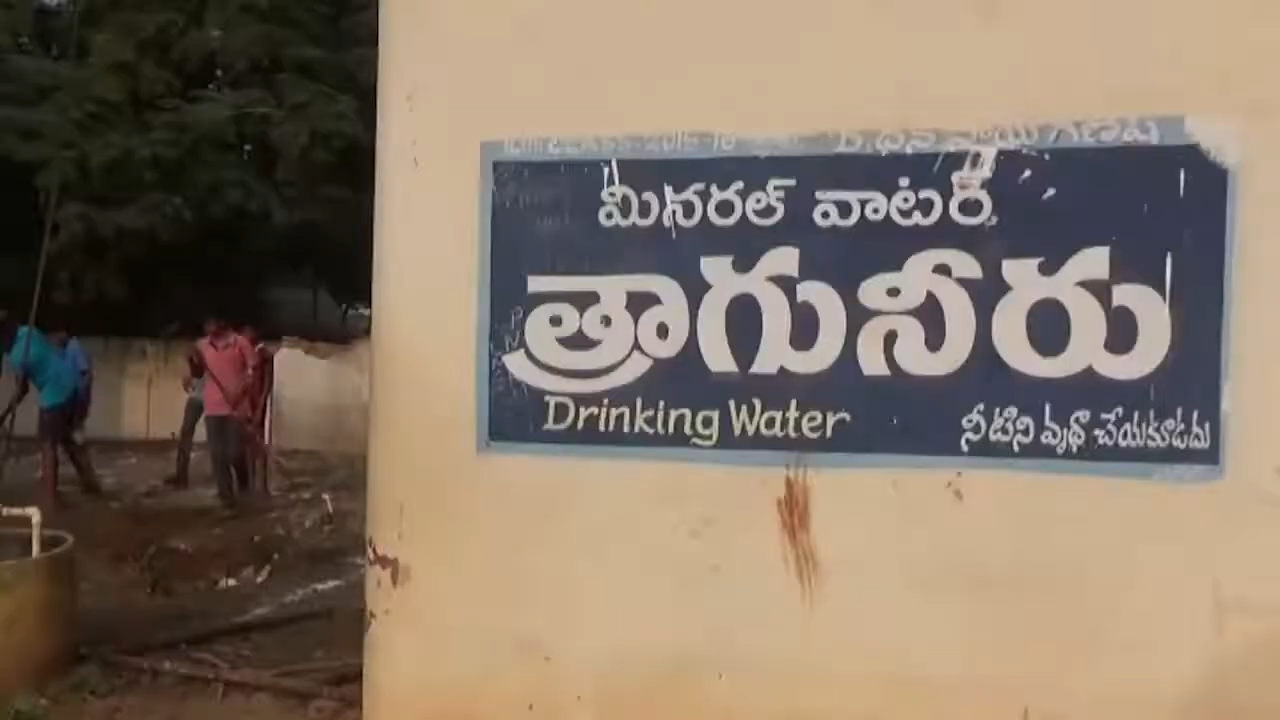 మినరల్ వాటర్
త్రాగునీరు
Drinking Water
నీటిని వృథా చేయకూడదు